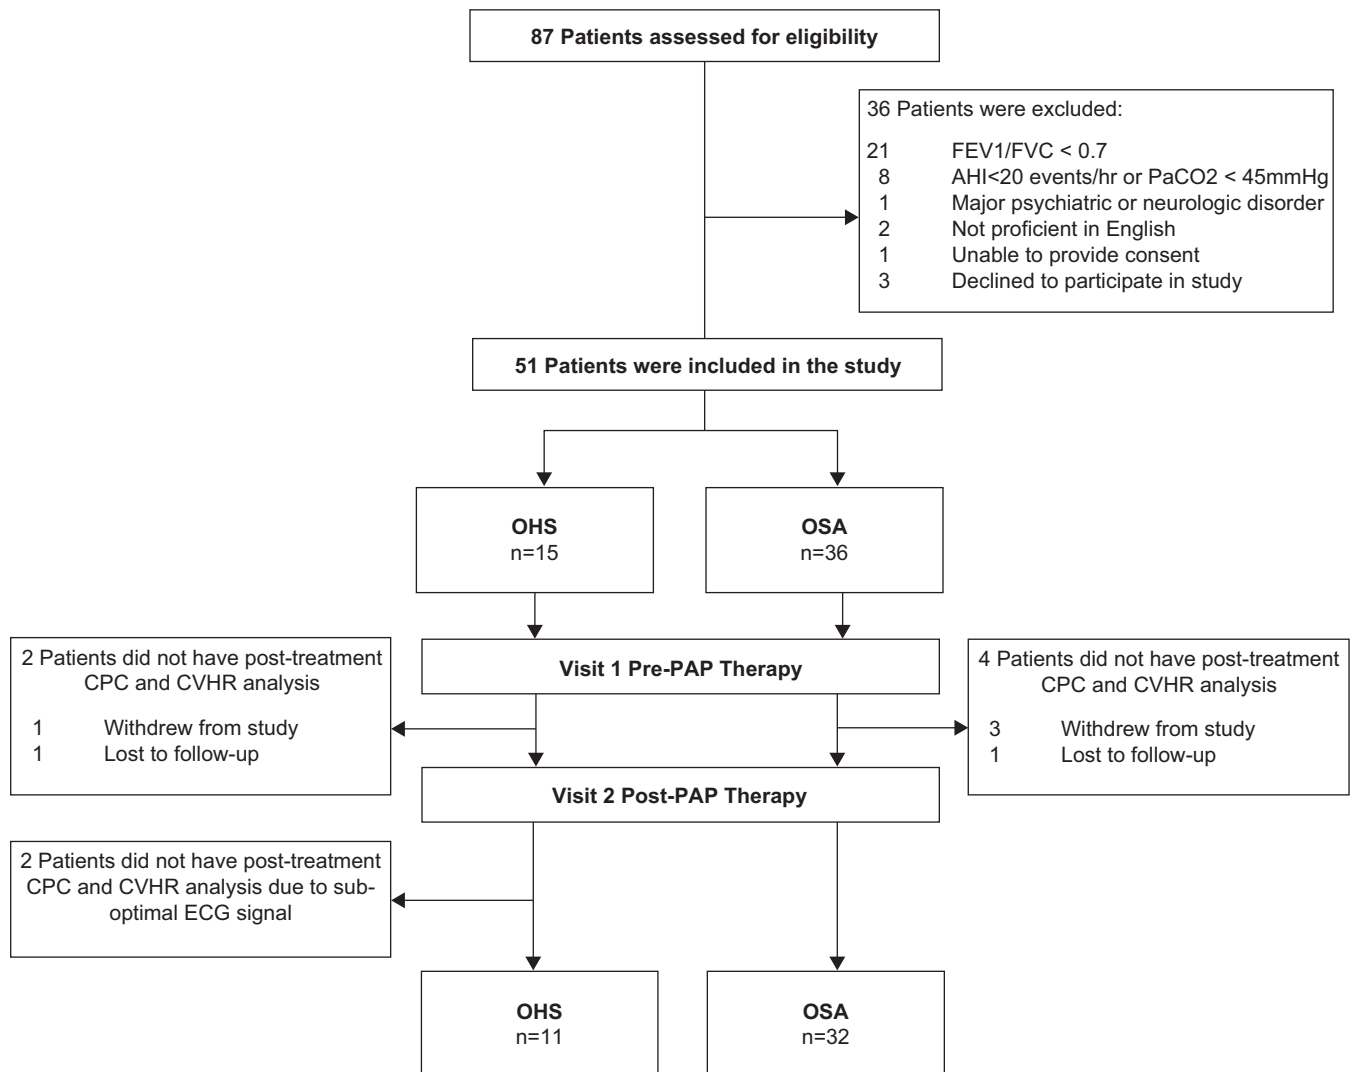 87 Patients assessed for eligibility
36 Patients were excluded:
21 FEV1/FVC < 0.7
8 AHI<20 events/hr or PaCO2 < 45mmHg
1 Major psychiatric or neurologic disorder
2 Not proficient in English
1 Unable to provide consent
3 Declined to participate in study
51 Patients were included in the study
OHS
n=15
OSA
n=36
Visit 1 Pre-PAP Therapy
2 Patients did not have post-treatment
CPC and CVHR analysis
1 Withdrew from study
1 Lost to follow-up
4 Patients did not have post-treatment
CPC and CVHR analysis
3 Withdrew from study
1 Lost to follow-up
Visit 2 Post-PAP Therapy
2 Patients did not have post-treatment
CPC and CVHR analysis due to sub-
optimal ECG signal
OHS
n=11
OSA
n=32